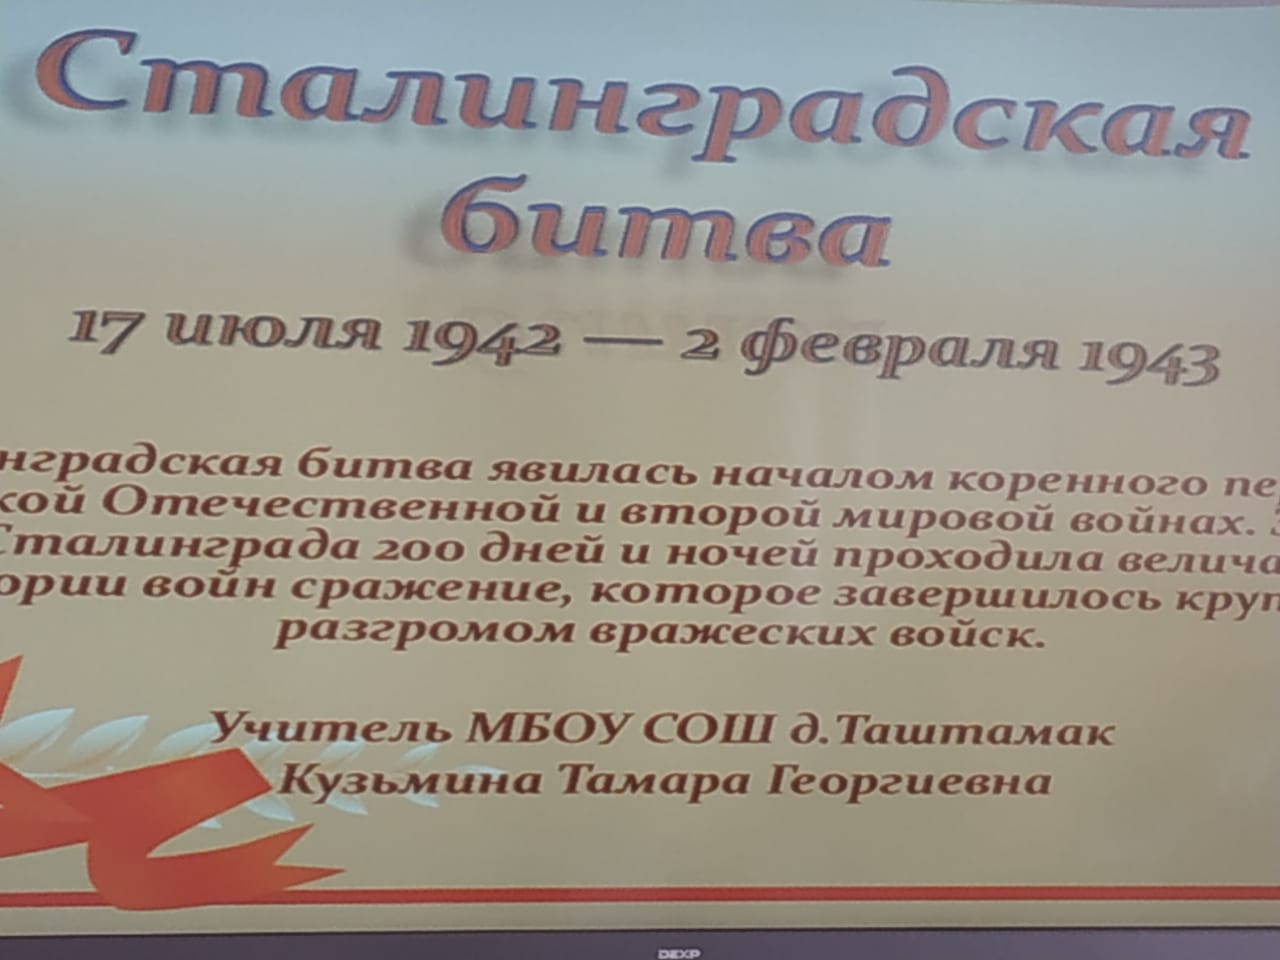 Сталинградская
битва
17 июля 1942 — 2 февраля 1943
нградская битва явилась началом коренного пе
кой Отечественной и второй мировой войнах.
Сталинграда 200 дней и ночей проходила велича
ории войн сражение, которое завершилось круп
разгромом вражеских войск.
Учитель МБОУ СОШ д.Таштамак
Кузьмина Тамара Георгиевна
DEXP